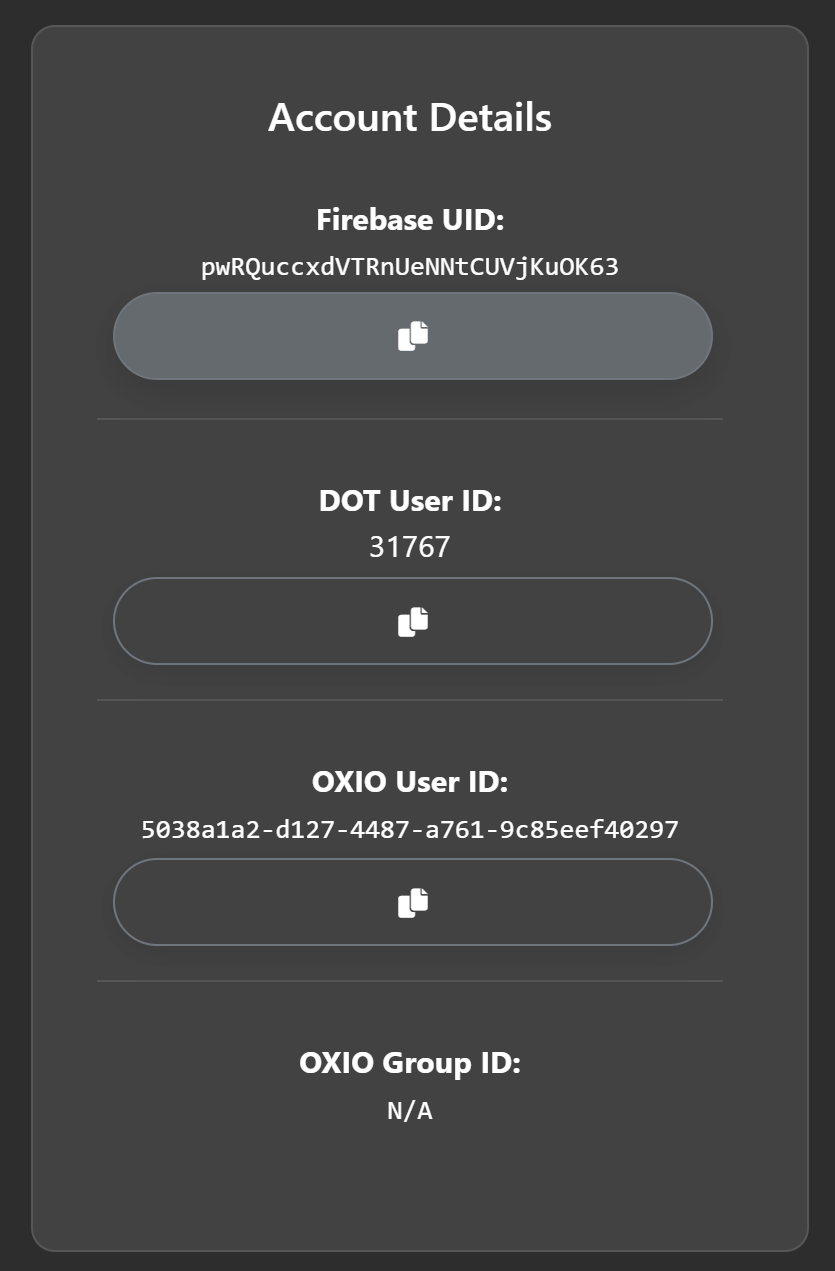 Account Details
Firebase UID:
pwRQuccxdVTRnUeNNtCUVjKuOK63
DOT User ID:
31767
OXIO User ID:
5038a1a2-d127-4487-a761-9c85eef40297
OXIO Group ID:
N/A